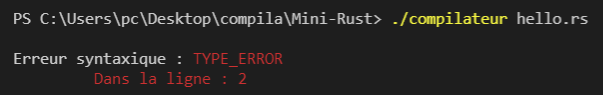 PS C:\Users\pc\Desktop\compila\Mini-Rust> ./compilateur hello.rs
Erreur syntaxique : TYPE_ERROR
Dans la ligne : 2